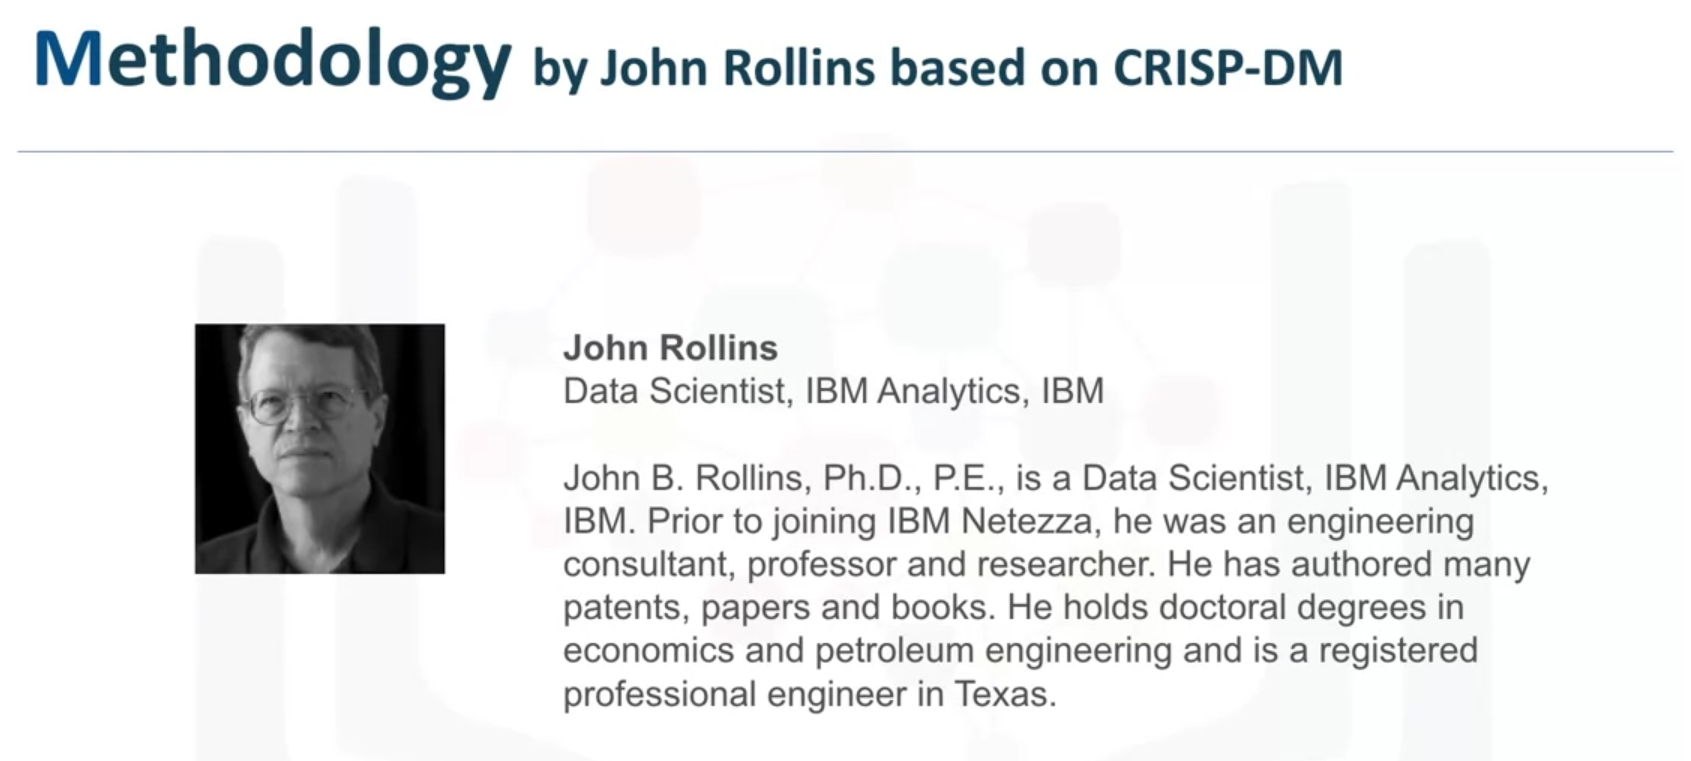 Methodology by John Rollins based on CRISP-DM
John Rollins
Data Scientist, IBM Analytics, IBM
John B. Rollins, Ph.D., P.E., is a Data Scientist, IBM Analytics,
IBM. Prior to joining IBM Netezza, he was an engineering
consultant, professor and researcher. He has authored many
patents, papers and books. He holds doctoral degrees in
economics and petroleum engineering and is a registered
professional engineer in Texas.